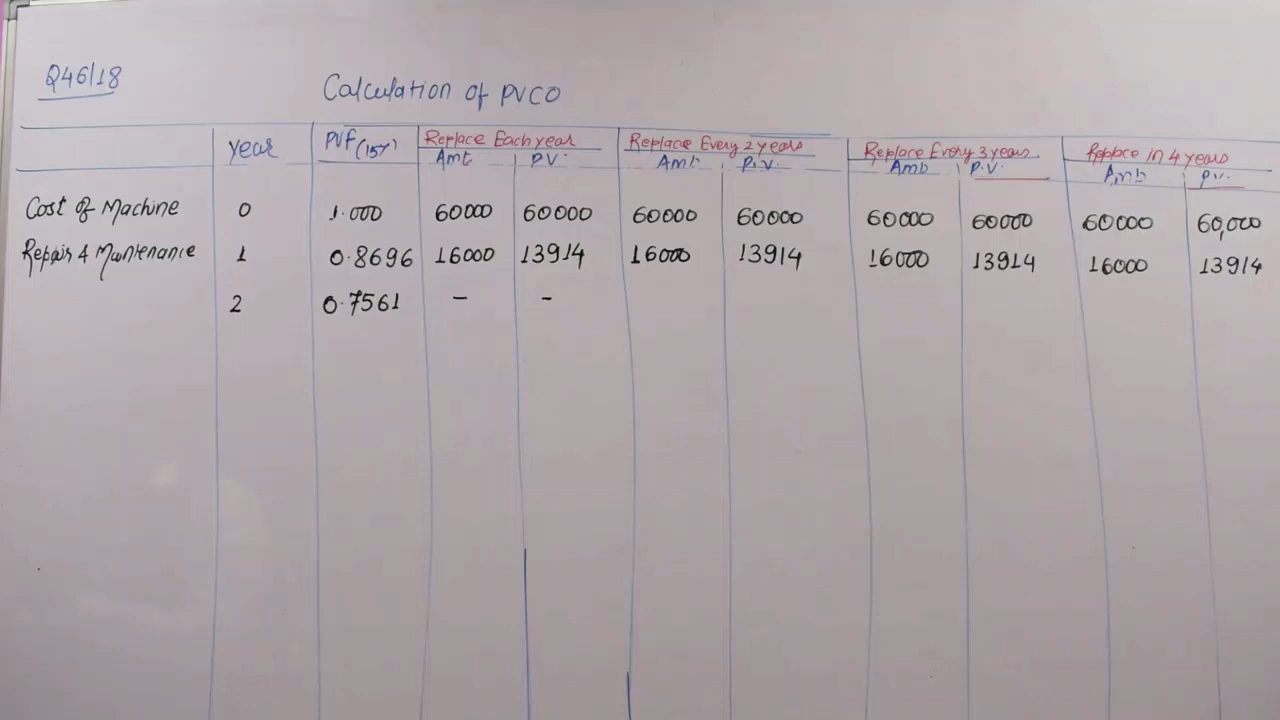 Q46/18
Calculation of PVCO
Year PVF(15%) Replace Each year Replace Every 2 years Replace Every 3 years Replace in 4 years
Amt P.V. Amt P.V. Amt P.V. Amt P.V.
Cost of Machine 0 1.000 60000 60000 60000 60000 60000 60000 60000 60,000
Repair & Maintenance 1 0.8696 16000 13914 16000 13914 16000 13914 16000 13914
2 0.7561 - -